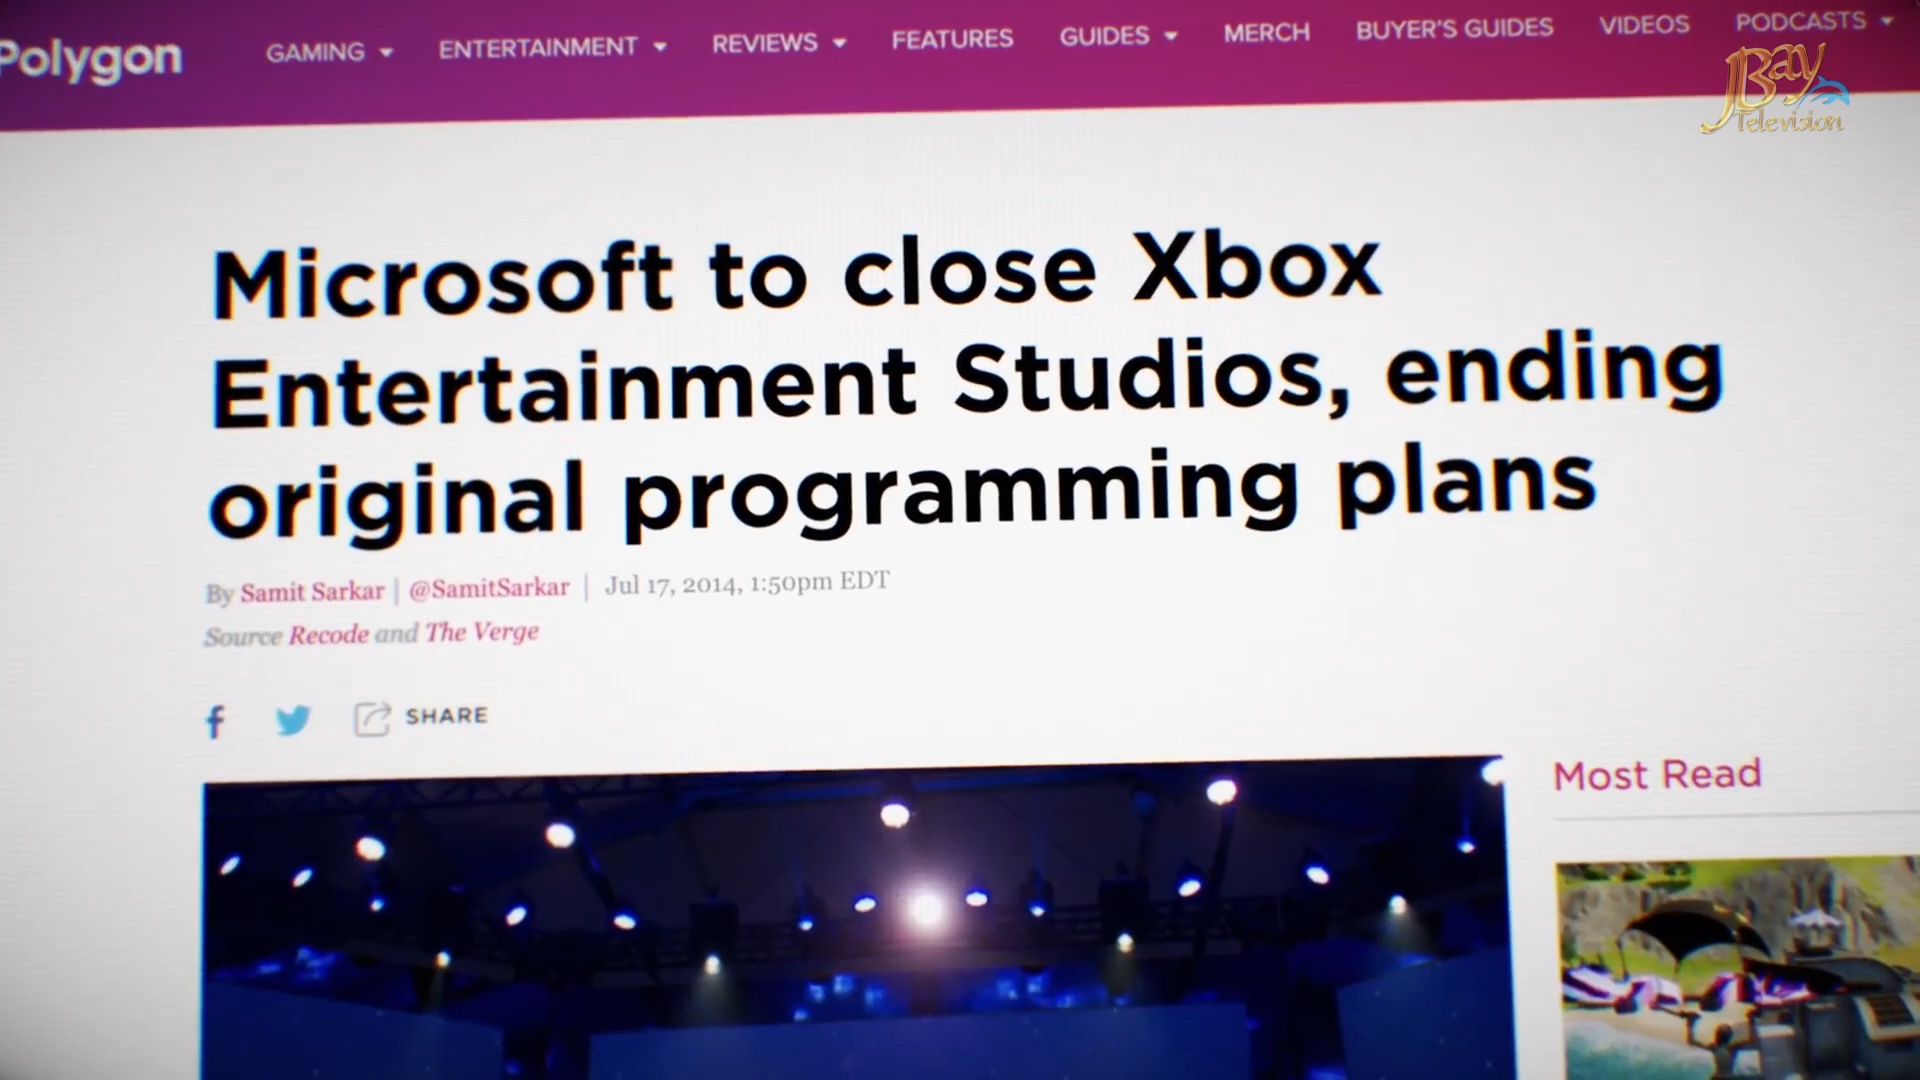 Polygon
GAMING ENTERTAINMENT REVIEWS FEATURES GUIDES MERCH BUYER'S GUIDES VIDEOS PODCASTS
JBay
Television
Microsoft to close Xbox
Entertainment Studios, ending
original programming plans
By Samit Sarkar | @SamitSarkar | Jul 17, 2014, 1:50pm EDT
Source Recode and The Verge
SHARE
Most Read